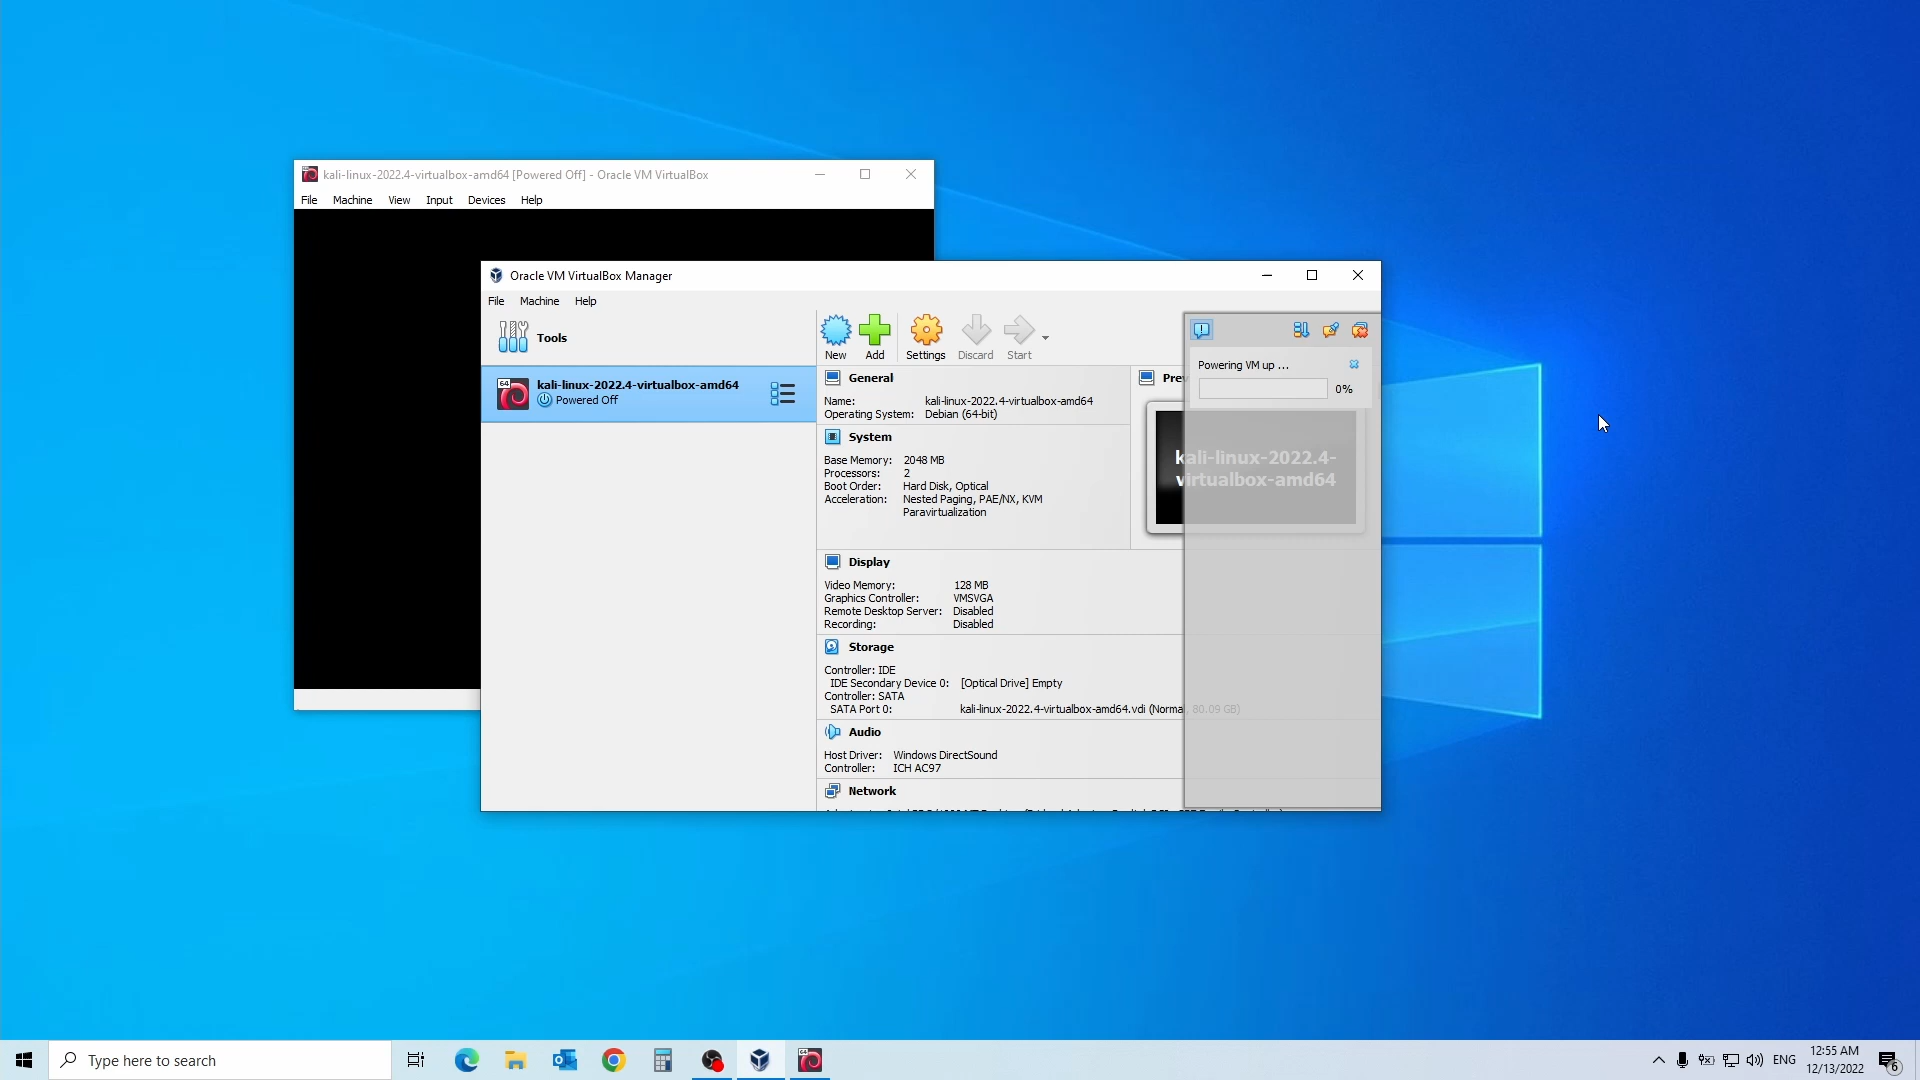 kali-linux-2022.4-virtualbox-amd64 [Powered Off] - Oracle VM VirtualBox
File Machine View Input Devices Help
Oracle VM VirtualBox Manager
File Machine Help
Tools
New Add Settings Discard Start
64 kali-linux-2022.4-virtualbox-amd64
Powered Off
General
Name: kali-linux-2022.4-virtualbox-amd64
Operating System: Debian (64-bit)
System
Base Memory: 2048 MB
Processors: 2
Boot Order: Hard Disk, Optical
Acceleration: Nested Paging, PAE/NX, KVM
Paravirtualization
Display
Video Memory: 128 MB
Graphics Controller: VMSVGA
Remote Desktop Server: Disabled
Recording: Disabled
Storage
Controller: IDE
IDE Secondary Device 0: [Optical Drive] Empty
Controller: SATA
SATA Port 0: kali-linux-2022.4-virtualbox-amd64.vdi (Norma 80.09 GB)
Audio
Host Driver: Windows DirectSound
Controller: ICH AC97
Network
Pre
Powering VM up ...
0%
kali-linux-2022.4-
virtualbox-amd64
Type here to search
ENG
12:55 AM
12/13/2022
6